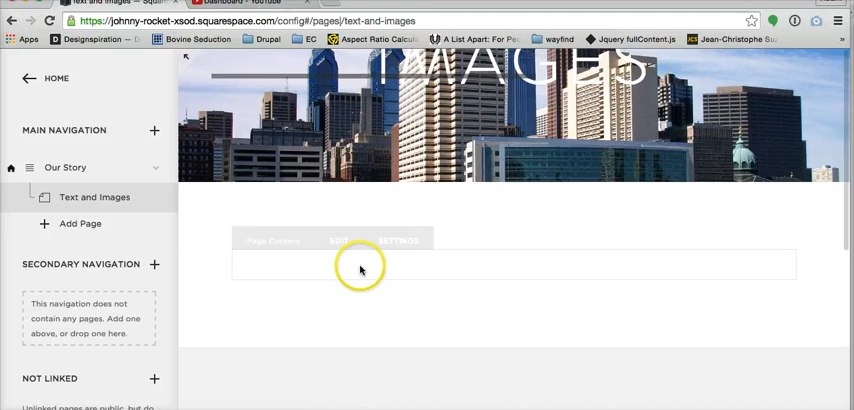 Text and Images — Squares
Dashboard - YouTube
https://johnny-rocket-xsod.squarespace.com/config#/pages|/text-and-images
Apps
Designspiration —
Bovine Seduction
Aspect Ratio Calcula
A List Apart: For Peo
wayfind
Jquery fullContent.js
Jean-Christophe Suz
Drupal
EC
IMAGES
HOME
MAIN NAVIGATION
Our Story
Text and Images
Add Page
Page Content
EDIT
SETTINGS
SECONDARY NAVIGATION
This navigation does not
contain any pages. Add one
above, or drop one here.
NOT LINKED
Unlinked pages are public, but do